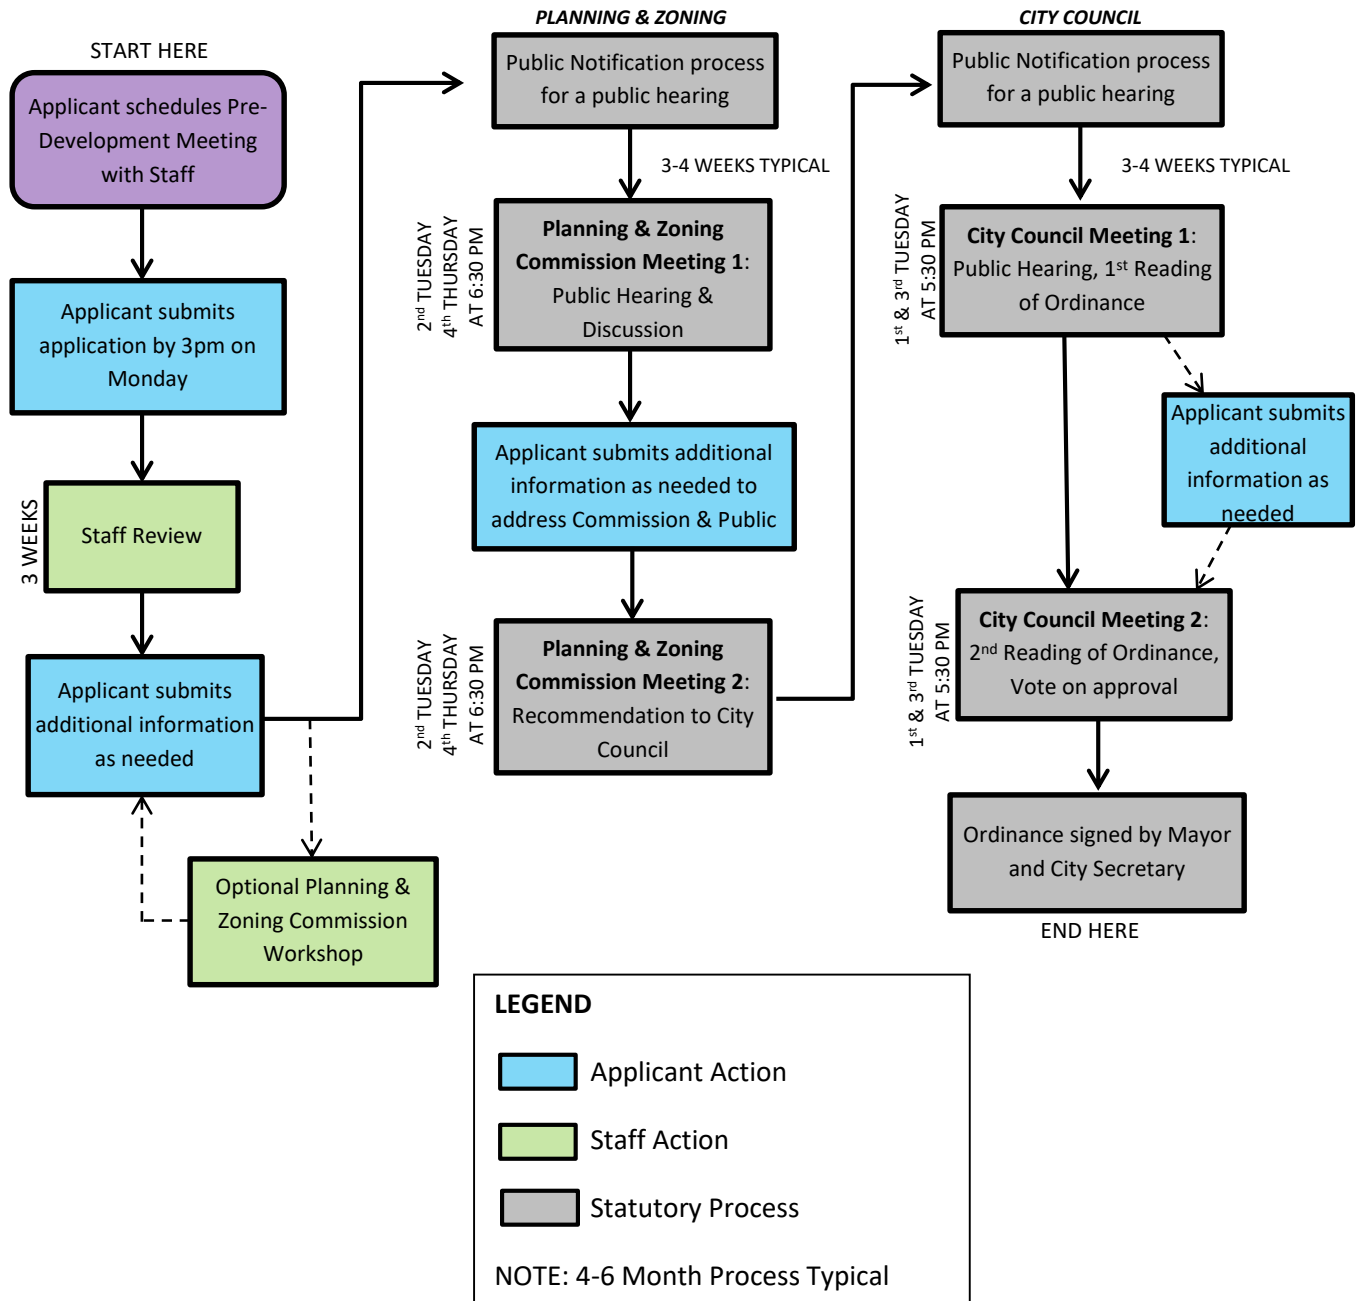 START HERE
Applicant schedules Pre-
Development Meeting
with Staff
Applicant submits
application by 3pm on
Monday
3 WEEKS
Staff Review
Applicant submits
additional information
as needed
Optional Planning &
Zoning Commission
Workshop
PLANNING & ZONING
Public Notification process
for a public hearing
3-4 WEEKS TYPICAL
2nd TUESDAY
4th THURSDAY
AT 6:30 PM
Planning & Zoning
Commission Meeting 1:
Public Hearing &
Discussion
Applicant submits additional
information as needed to
address Commission & Public
2nd TUESDAY
4th THURSDAY
AT 6:30 PM
Planning & Zoning
Commission Meeting 2:
Recommendation to City
Council
CITY COUNCIL
Public Notification process
for a public hearing
3-4 WEEKS TYPICAL
1st & 3rd TUESDAY
AT 5:30 PM
City Council Meeting 1:
Public Hearing, 1st Reading
of Ordinance
Applicant submits
additional
information as
needed
1st & 3rd TUESDAY
AT 5:30 PM
City Council Meeting 2:
2nd Reading of Ordinance,
Vote on approval
Ordinance signed by Mayor
and City Secretary
END HERE
LEGEND
Applicant Action
Staff Action
Statutory Process
NOTE: 4-6 Month Process Typical